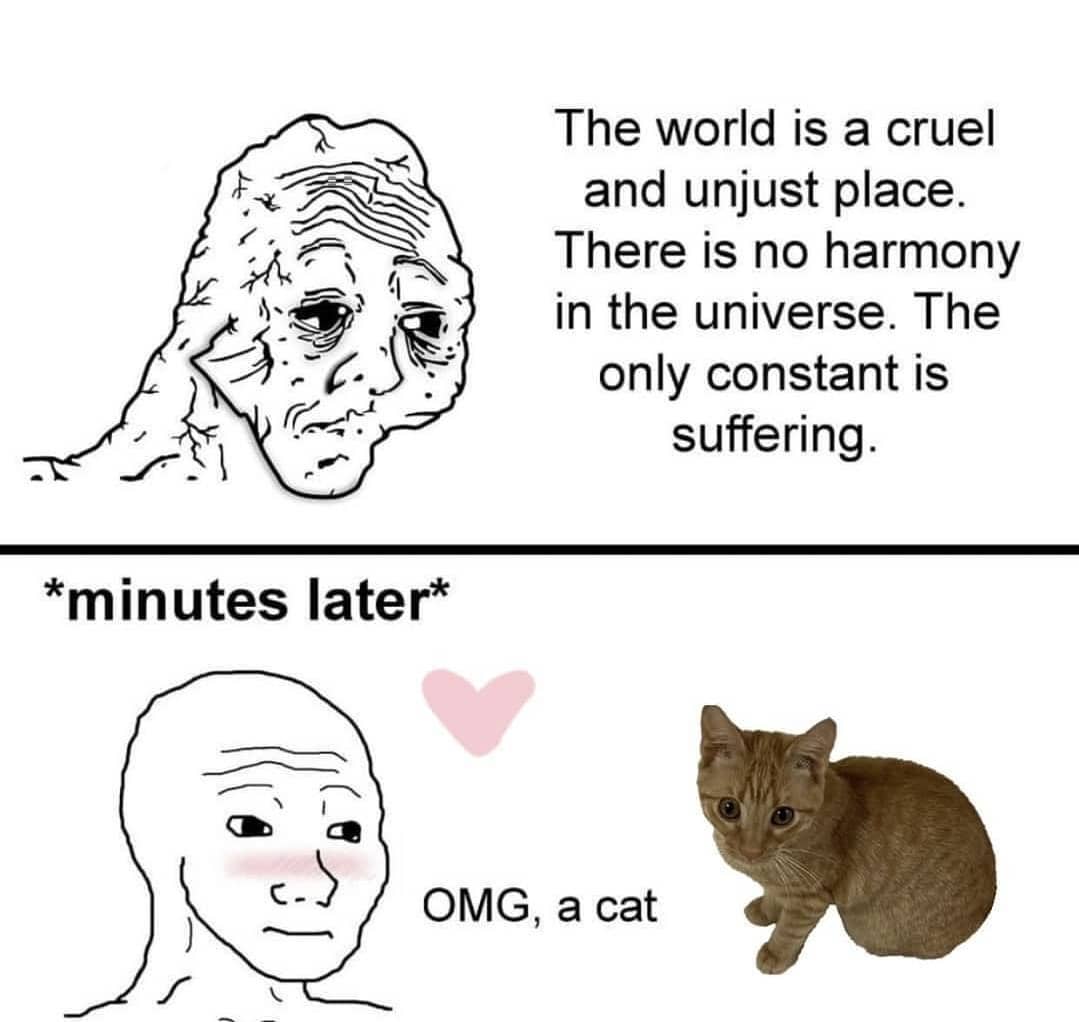 The world is a cruel
and unjust place.
There is no harmony
in the universe. The
only constant is
suffering.
*minutes later*
OMG, a cat